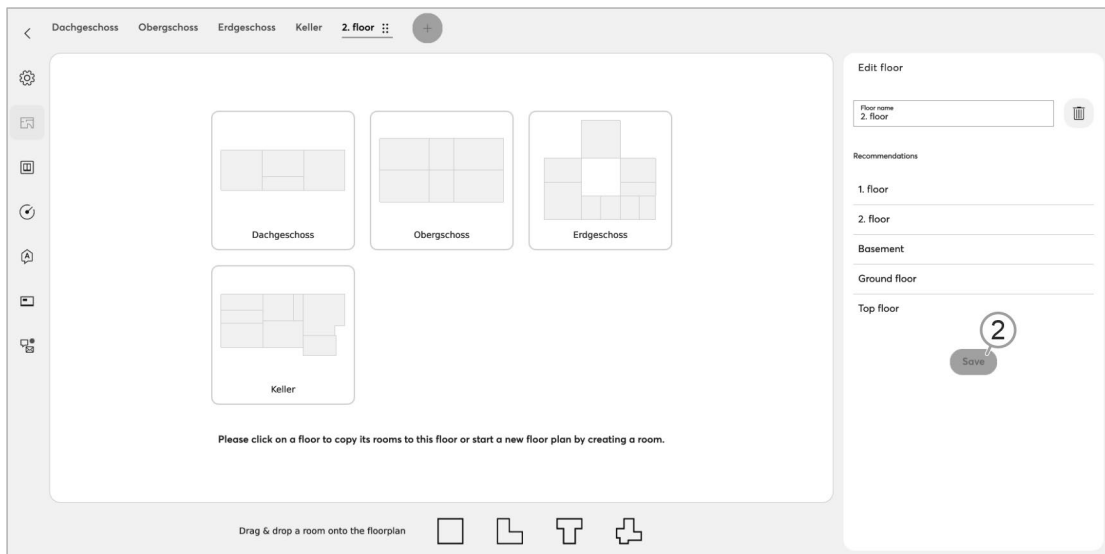 Dachgeschoss Obergschoss Erdgeschoss Keller 2. floor +
Edit floor
Floor name
2. floor
Recommendations
1. floor
2. floor
Basement
Ground floor
Top floor
2
Save
A
Dachgeschoss Obergschoss Erdgeschoss
Keller
Please click on a floor to copy its rooms to this floor or start a new floor plan by creating a room.
Drag & drop a room onto the floorplan